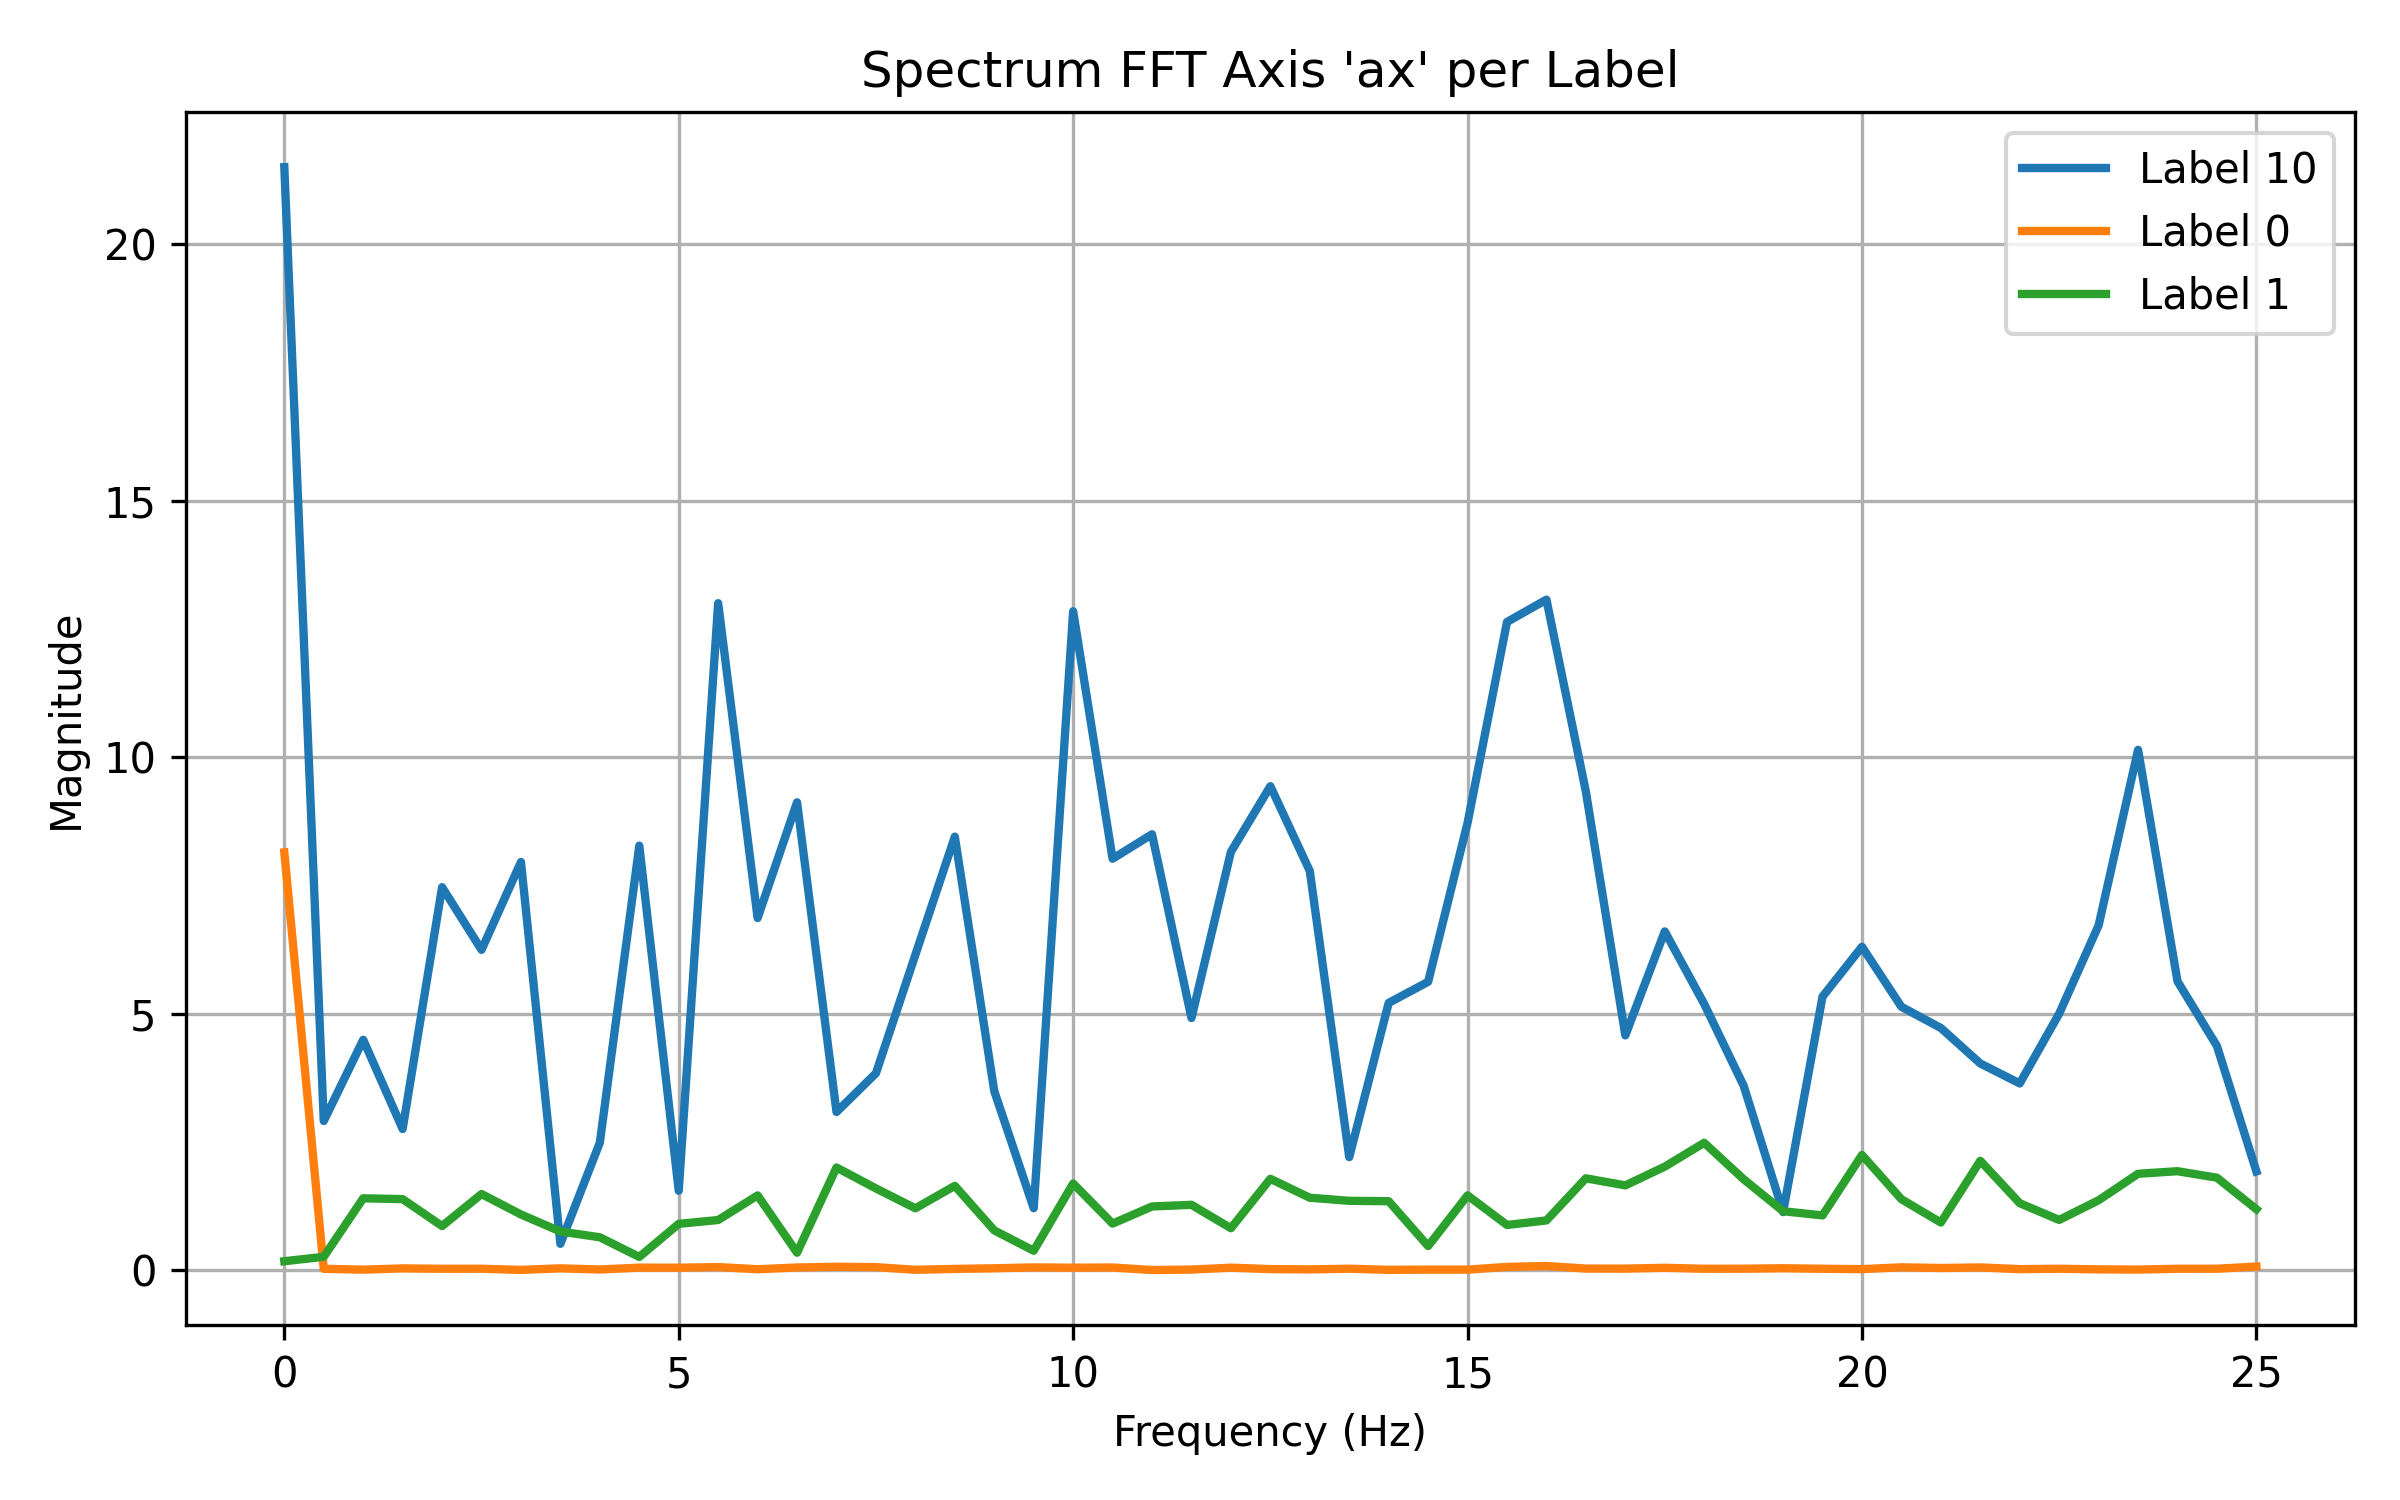 Spectrum FFT Axis 'ax' per Label
Label 10
Label 0
Label 1
Magnitude
20
15
10
5
0
0 5 10 15 20 25
Frequency (Hz)